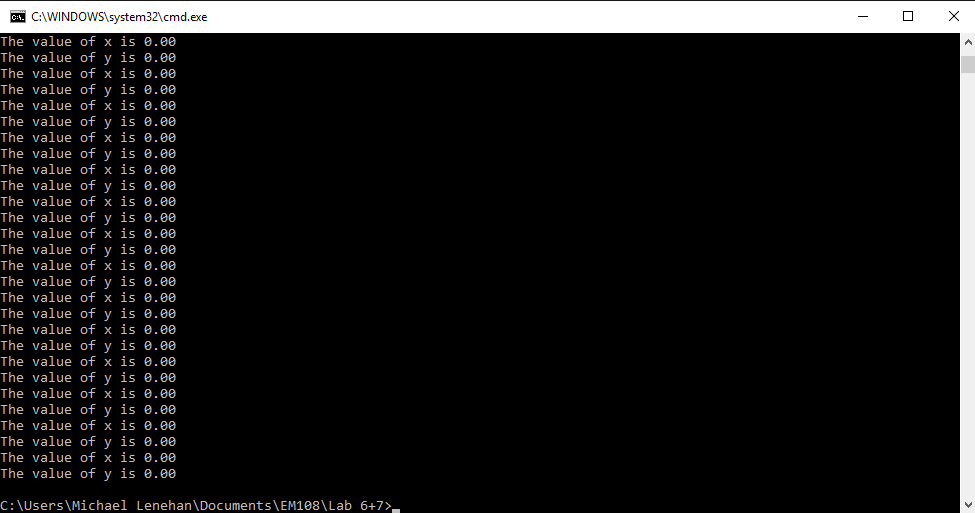 C:\WINDOWS\system32\cmd.exe
The value of x is 0.00
The value of y is 0.00
The value of x is 0.00
The value of y is 0.00
The value of x is 0.00
The value of y is 0.00
The value of x is 0.00
The value of y is 0.00
The value of x is 0.00
The value of y is 0.00
The value of x is 0.00
The value of y is 0.00
The value of x is 0.00
The value of y is 0.00
The value of x is 0.00
The value of y is 0.00
The value of x is 0.00
The value of y is 0.00
The value of x is 0.00
The value of y is 0.00
The value of x is 0.00
The value of y is 0.00
The value of x is 0.00
The value of y is 0.00
The value of x is 0.00
The value of y is 0.00
The value of x is 0.00
The value of y is 0.00
C:\Users\Michael Lenehan\Documents\EM108\Lab 6+7>